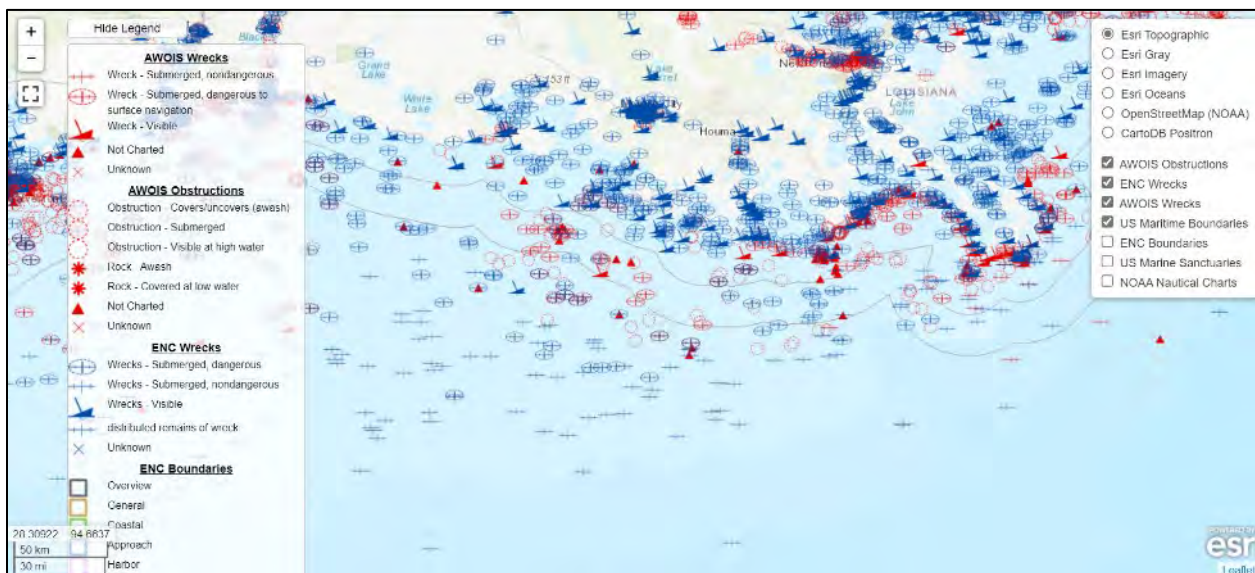 +
Hide Legend
−
AWOIS Wrecks
Wreck - Submerged, nondangerous
Wreck - Submerged, dangerous to
surface navigation
Wreck - Visible
Not Charted
Unknown
AWOIS Obstructions
Obstruction - Covers/uncovers (awash)
Obstruction - Submerged
Obstruction - Visible at high water
Rock - Awash
Rock - Covered at low water
Not Charted
Unknown
ENC Wrecks
Wrecks - Submerged, dangerous
Wrecks - Submerged, nondangerous
Wrecks - Visible
distributed remains of wreck
Unknown
ENC Boundaries
Overview
General
Coastal
Approach
Harbor
50 km
30 mi
Grand
Lake
White
Lake
153 ft
Lake
Houma
LOUISIANA
Lake
John
Esri Topographic
Esri Gray
Esri Imagery
Esri Oceans
OpenStreetMap (NOAA)
CartoDB Positron
AWOIS Obstructions
ENC Wrecks
AWOIS Wrecks
US Maritime Boundaries
ENC Boundaries
US Marine Sanctuaries
NOAA Nautical Charts
esri
Leaflet